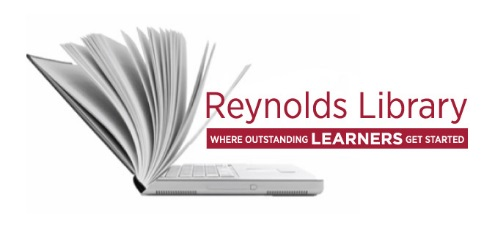 Reynolds Library
WHERE OUTSTANDING LEARNERS GET STARTED